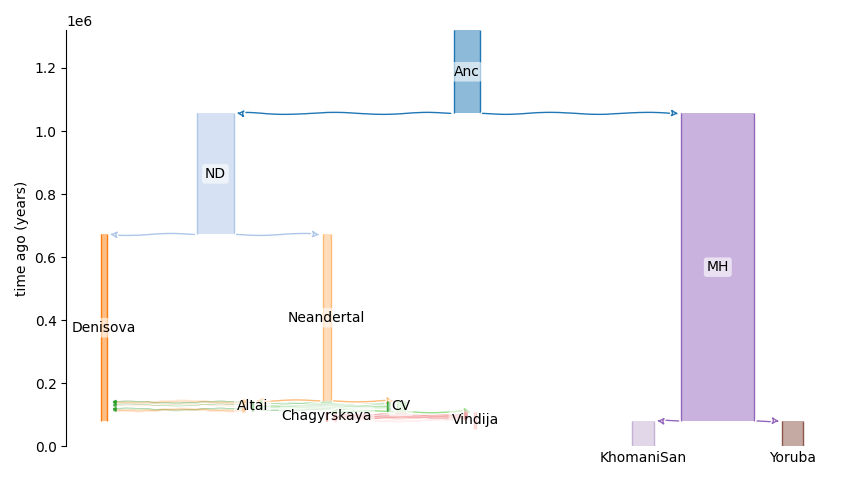 1e6
1.2
Anc
1.0
ND
0.8
time ago (years)
0.6
MH
0.4
Neandertal
Denisova
0.2
Altai
CV
Chagyrskaya
Vindija
0.0
KhomaniSan
Yoruba